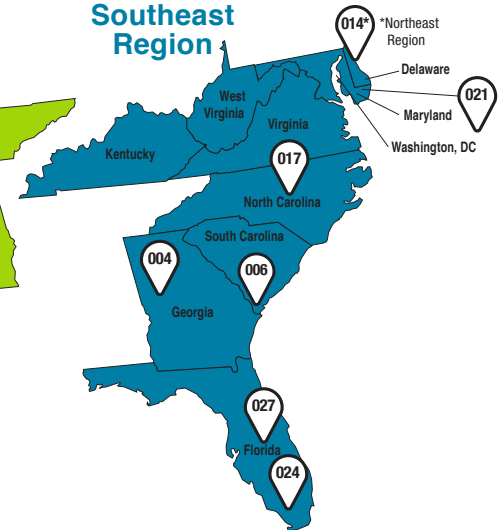 Southeast
Region
014*
*Northeast
Region
Delaware
021
Maryland
Washington, DC
West
Virginia
Virginia
Kentucky
017
North Carolina
South Carolina
004
006
Georgia
027
Florida
024